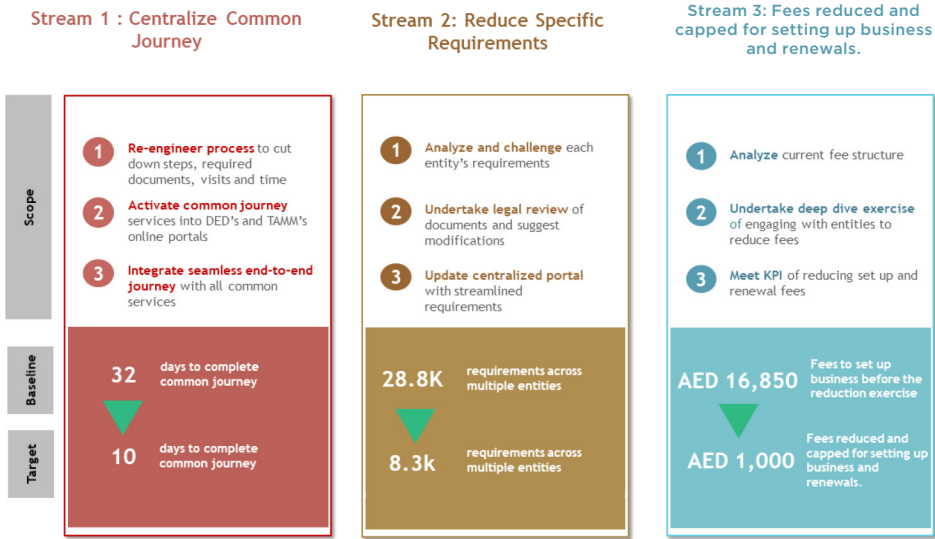 Stream 1 : Centralize Common
Journey
Stream 2: Reduce Specific
Requirements
Stream 3: Fees reduced and
capped for setting up business
and renewals.
Scope
1
Re-engineer process to cut
down steps, required
documents, visits and time
2
Activate common journey
services into DED's and TAMM's
online portals
3
Integrate seamless end-to-end
journey with all common
services
1
Analyze and challenge each
entity's requirements
2
Undertake legal review of
documents and suggest
modifications
3
Update centralized portal
with streamlined
requirements
1
Analyze current fee structure
2
Undertake deep dive exercise
of engaging with entities to
reduce fees
3
Meet KPI of reducing set up and
renewal fees
Baseline
32
days to complete
common journey
28.8K
requirements across
multiple entities
AED 16,850
Fees to set up
business before the
reduction exercise
Target
10
days to complete
common journey
8.3k
requirements across
multiple entities
AED 1,000
Fees reduced and
capped for setting up
business and
renewals.